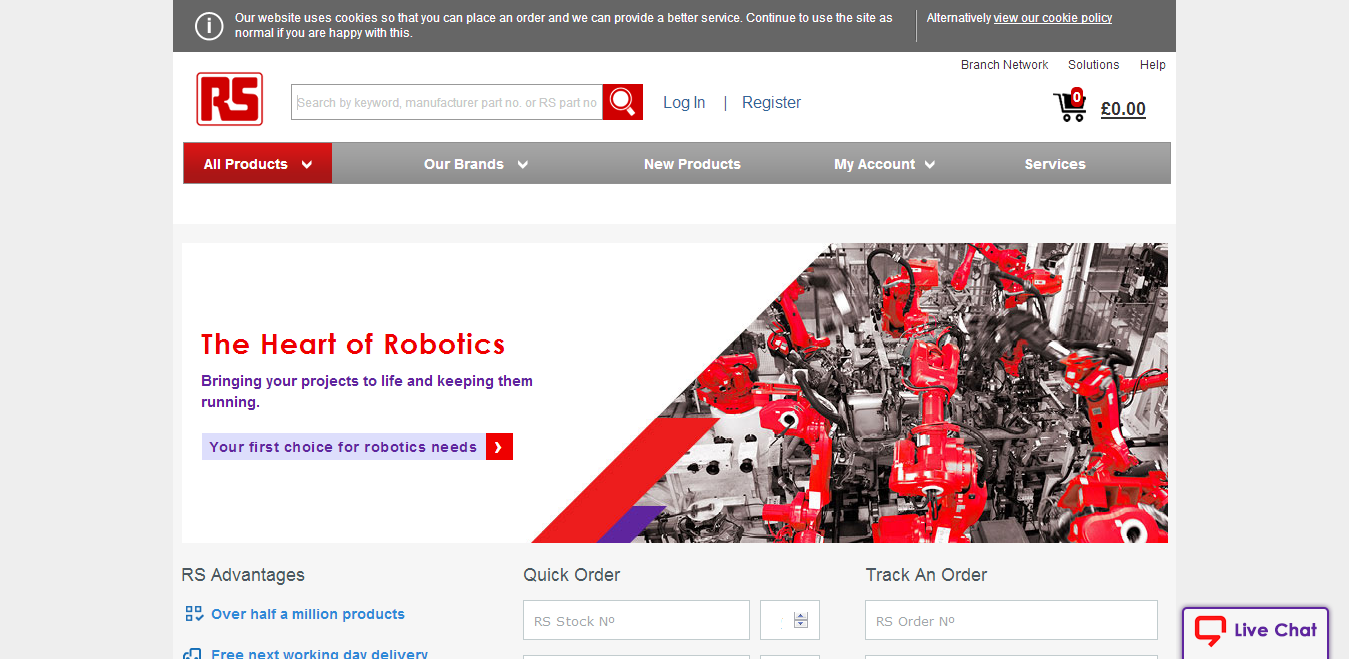 Our website uses cookies so that you can place an order and we can provide a better service. Continue to use the site as
normal if you are happy with this.
Alternatively view our cookie policy
Branch Network Solutions Help
RS
Search by keyword, manufacturer part no. or RS part no
Log In | Register
0
£0.00
All Products
Our Brands
New Products
My Account
Services
The Heart of Robotics
Bringing your projects to life and keeping them
running.
Your first choice for robotics needs
RS Advantages
Over half a million products
Free next working day delivery
Quick Order
RS Stock Nº
Track An Order
RS Order Nº
Live Chat